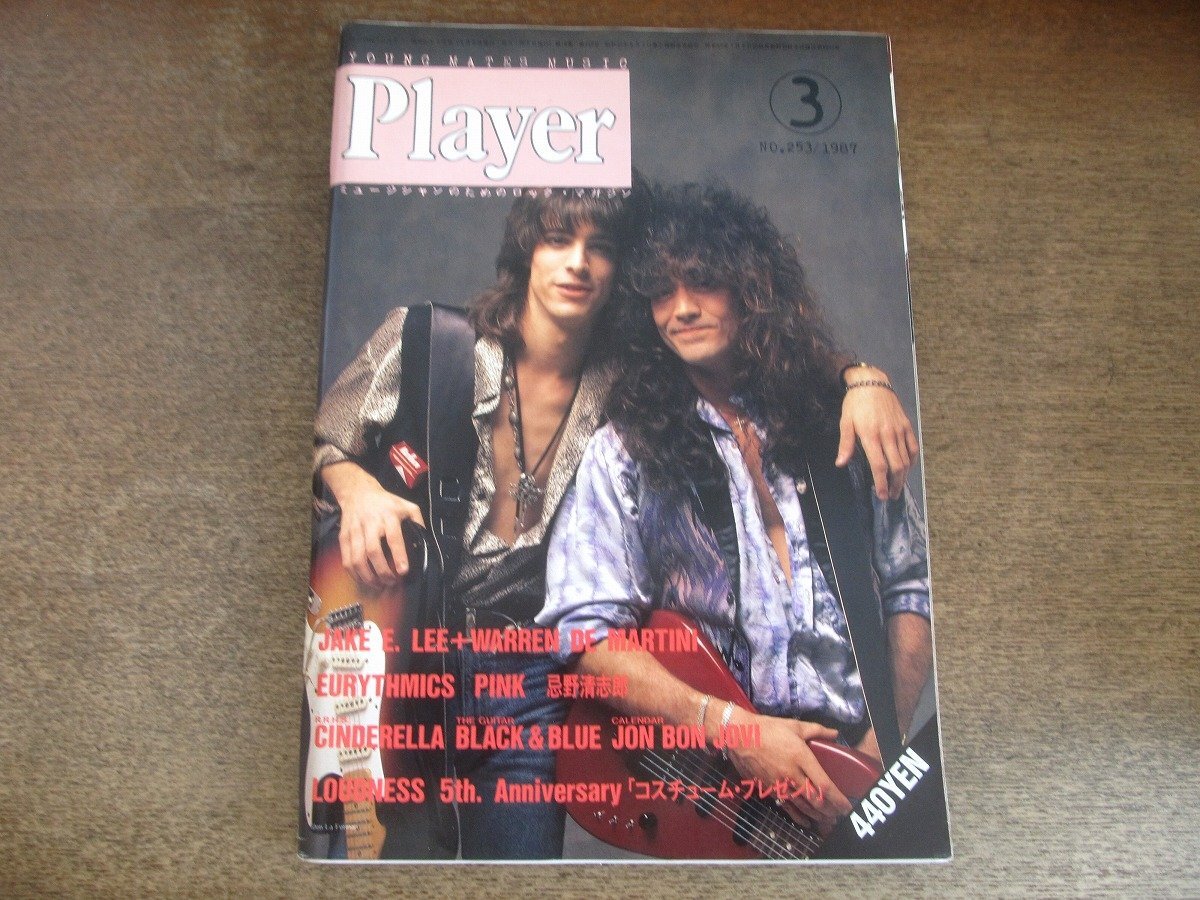 YOUNG MATES MUSIC
Player
ミュージシャンのためのロック・マガジン
3
NO.253/1987
JAKE E. LEE+WARREN DE MARTINI
EURYTHMICS PINK 忌野清志郎
THE GUITAR CALENDAR
CINDERELLA BLACK & BLUE JON BON JOVI
LOUDNESS 5th. Anniversary「コスチューム・プレゼント」
440YEN